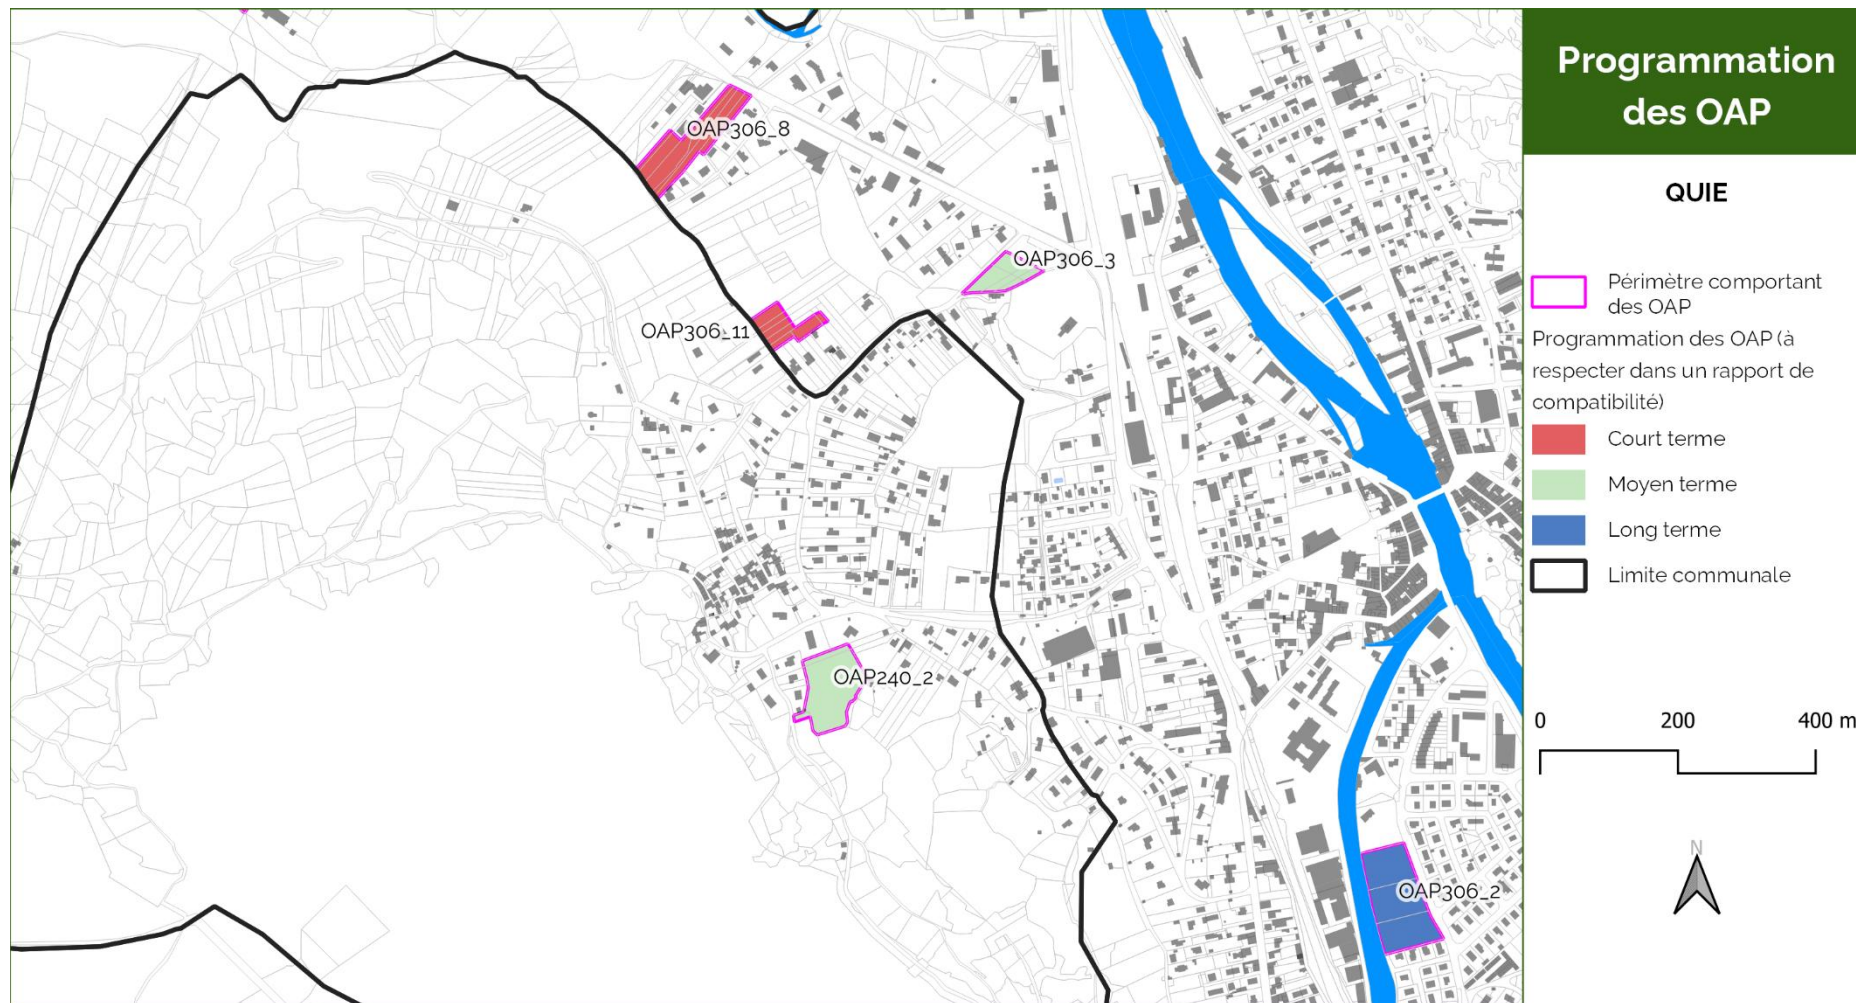 Programmation
des OAP
QUIE
Périmètre comportant
des OAP
Programmation des OAP (à
respecter dans un rapport de
compatibilité)
Court terme
Moyen terme
Long terme
Limite communale
0 200 400 m
N
OAP306_8
OAP306_3
OAP306_11
OAP240_2
OAP306_2